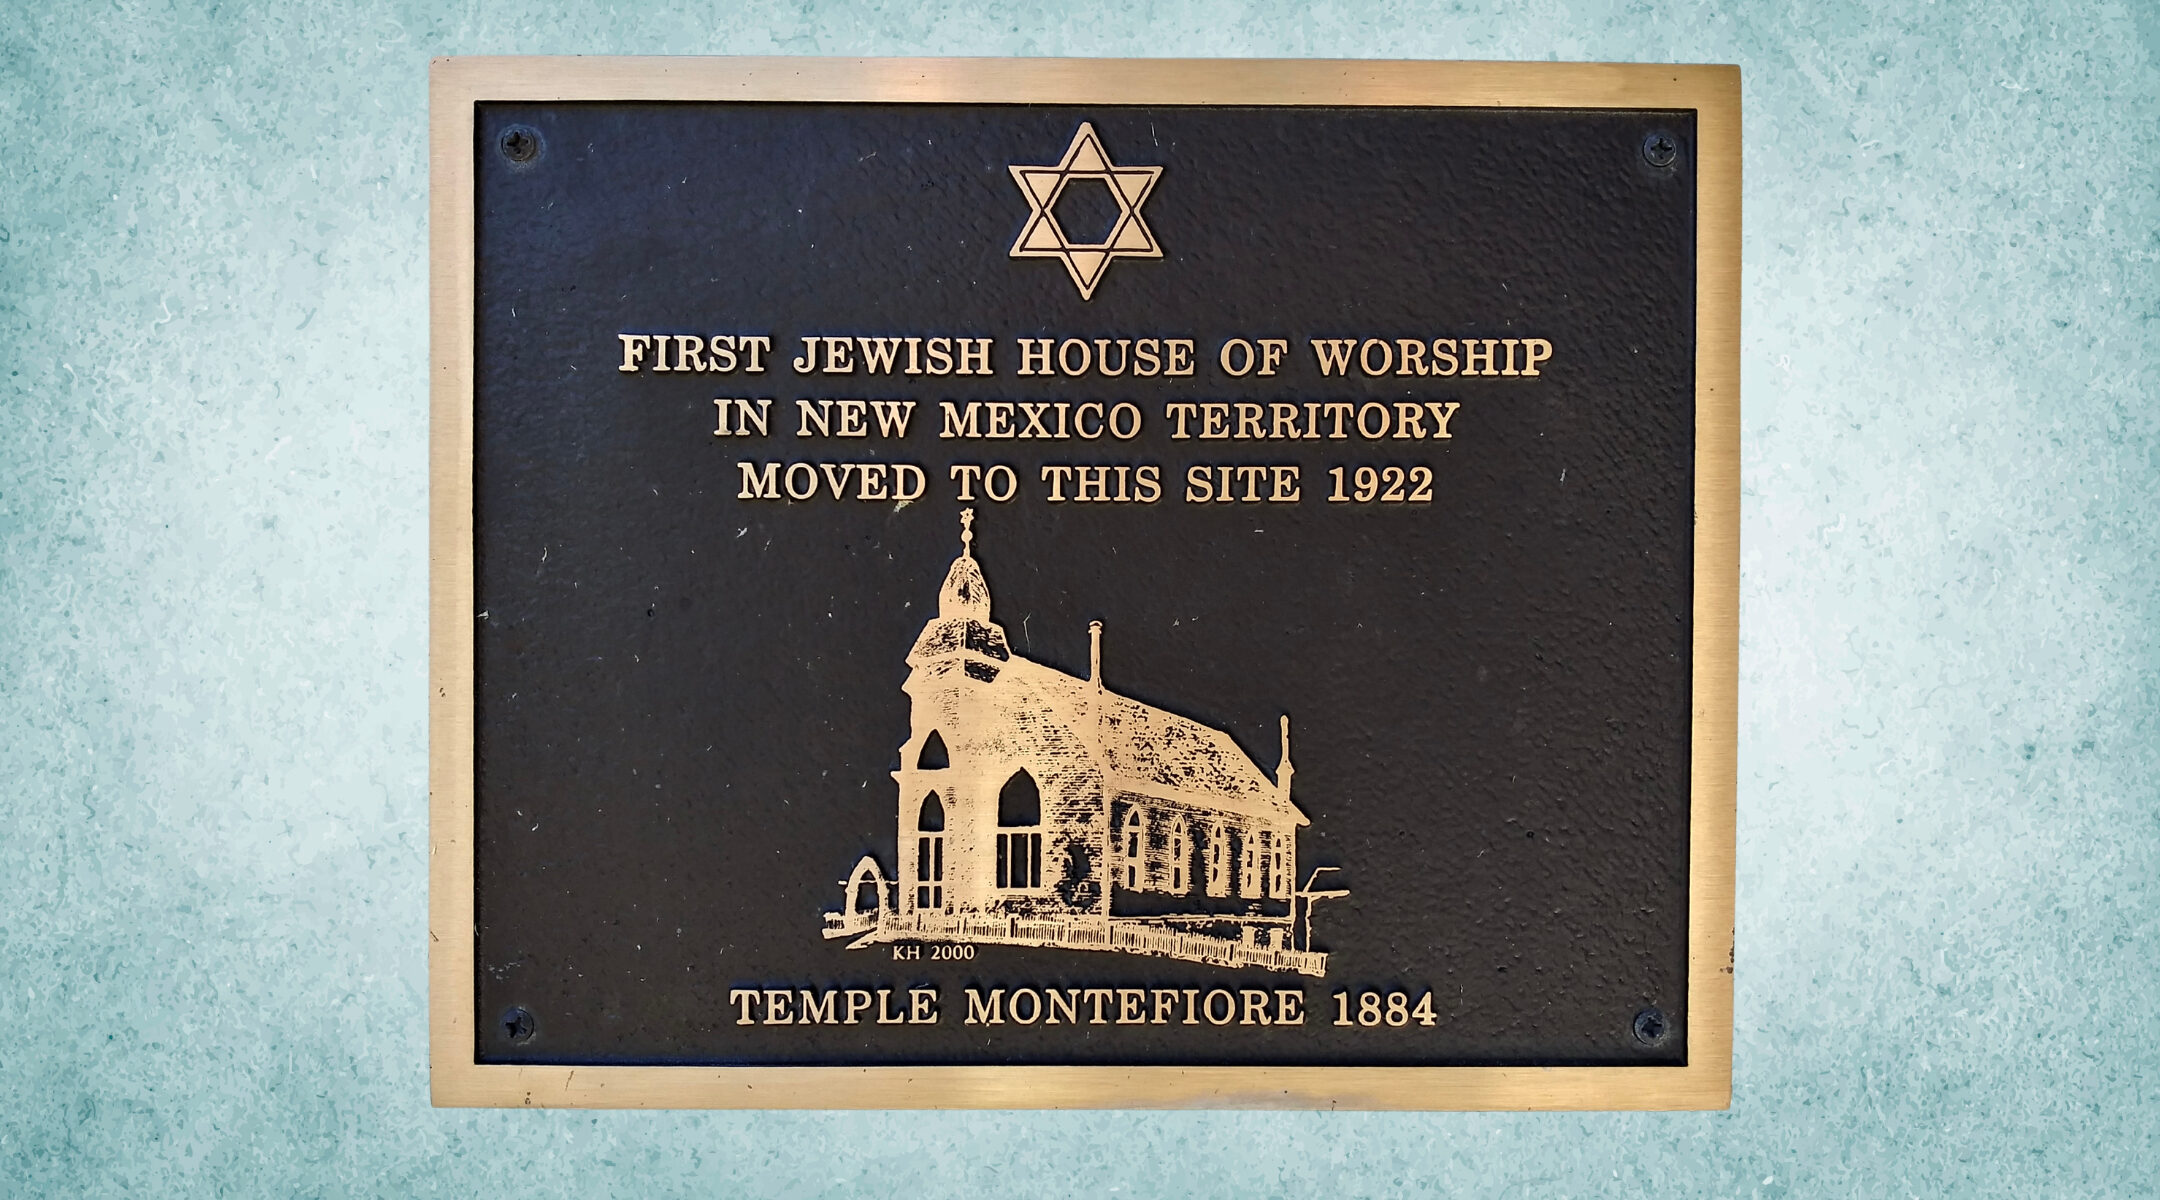 FIRST JEWISH HOUSE OF WORSHIP
IN NEW MEXICO TERRITORY
MOVED TO THIS SITE 1922
KH 2000
TEMPLE MONTEFIORE 1884